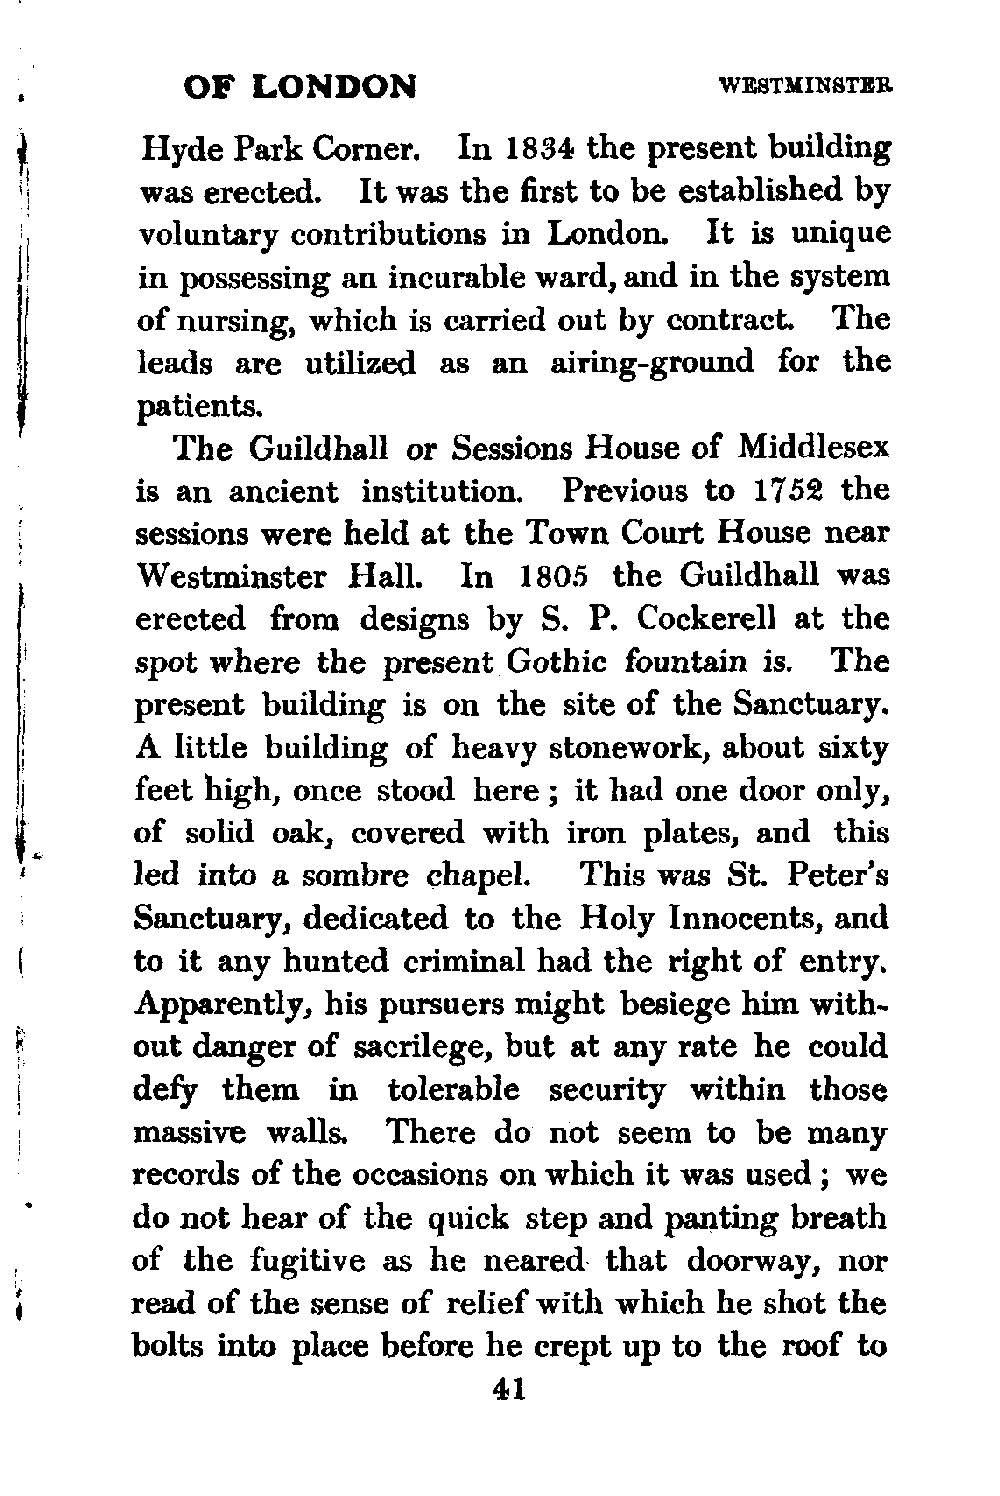 OF LONDON WESTMINSTER
Hyde Park Corner. In 1834 the present building
was erected. It was the first to be established by
voluntary contributions in London. It is unique
in possessing an incurable ward, and in the system
of nursing, which is carried out by contract. The
leads are utilized as an airing-ground for the
patients.
The Guildhall or Sessions House of Middlesex
is an ancient institution. Previous to 1752 the
sessions were held at the Town Court House near
Westminster Hall. In 1805 the Guildhall was
erected from designs by S. P. Cockerell at the
spot where the present Gothic fountain is. The
present building is on the site of the Sanctuary.
A little building of heavy stonework, about sixty
feet high, once stood here ; it had one door only,
of solid oak, covered with iron plates, and this
led into a sombre chapel. This was St. Peter's
Sanctuary, dedicated to the Holy Innocents, and
to it any hunted criminal had the right of entry.
Apparently, his pursuers might besiege him with-
out danger of sacrilege, but at any rate he could
defy them in tolerable security within those
massive walls. There do not seem to be many
records of the occasions on which it was used ; we
do not hear of the quick step and panting breath
of the fugitive as he neared that doorway, nor
read of the sense of relief with which he shot the
bolts into place before he crept up to the roof to
41